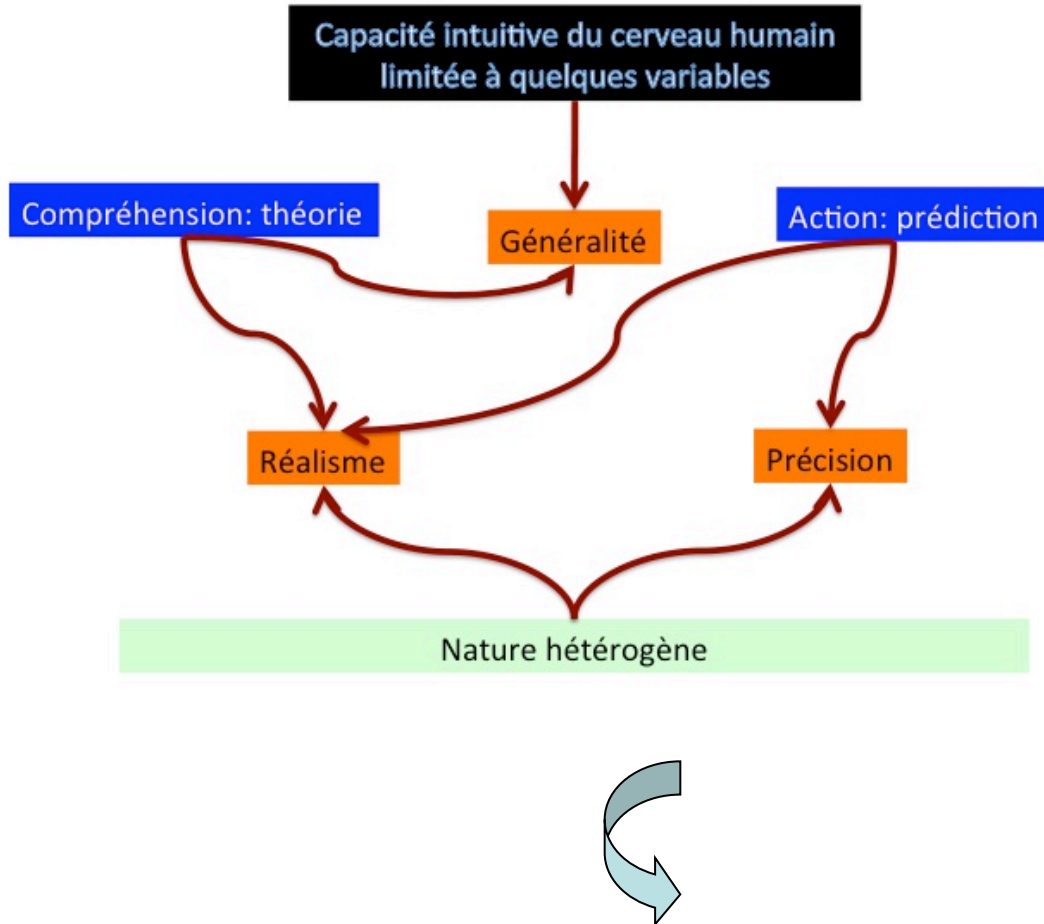 Capacité intuitive du cerveau humain
limitée à quelques variables
Compréhension: théorie
Action: prédiction
Généralité
Réalisme
Précision
Nature hétérogène